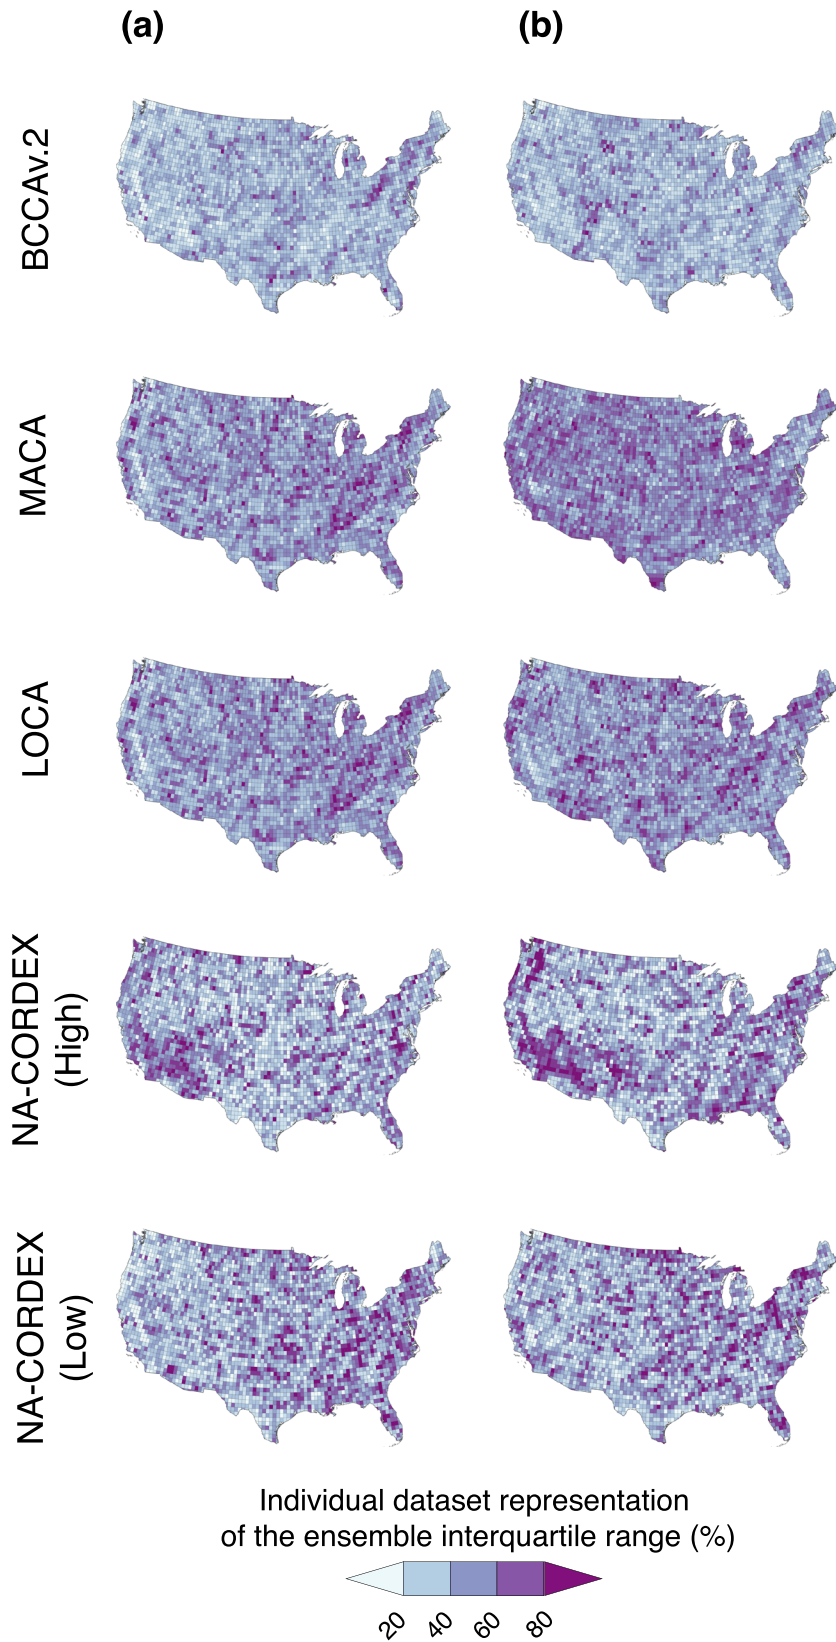 (a) (b)
BCCAv.2
MACA
LOCA
NA-CORDEX
(High)
NA-CORDEX
(Low)
Individual dataset representation
of the ensemble interquartile range (%)
20 40 60 80